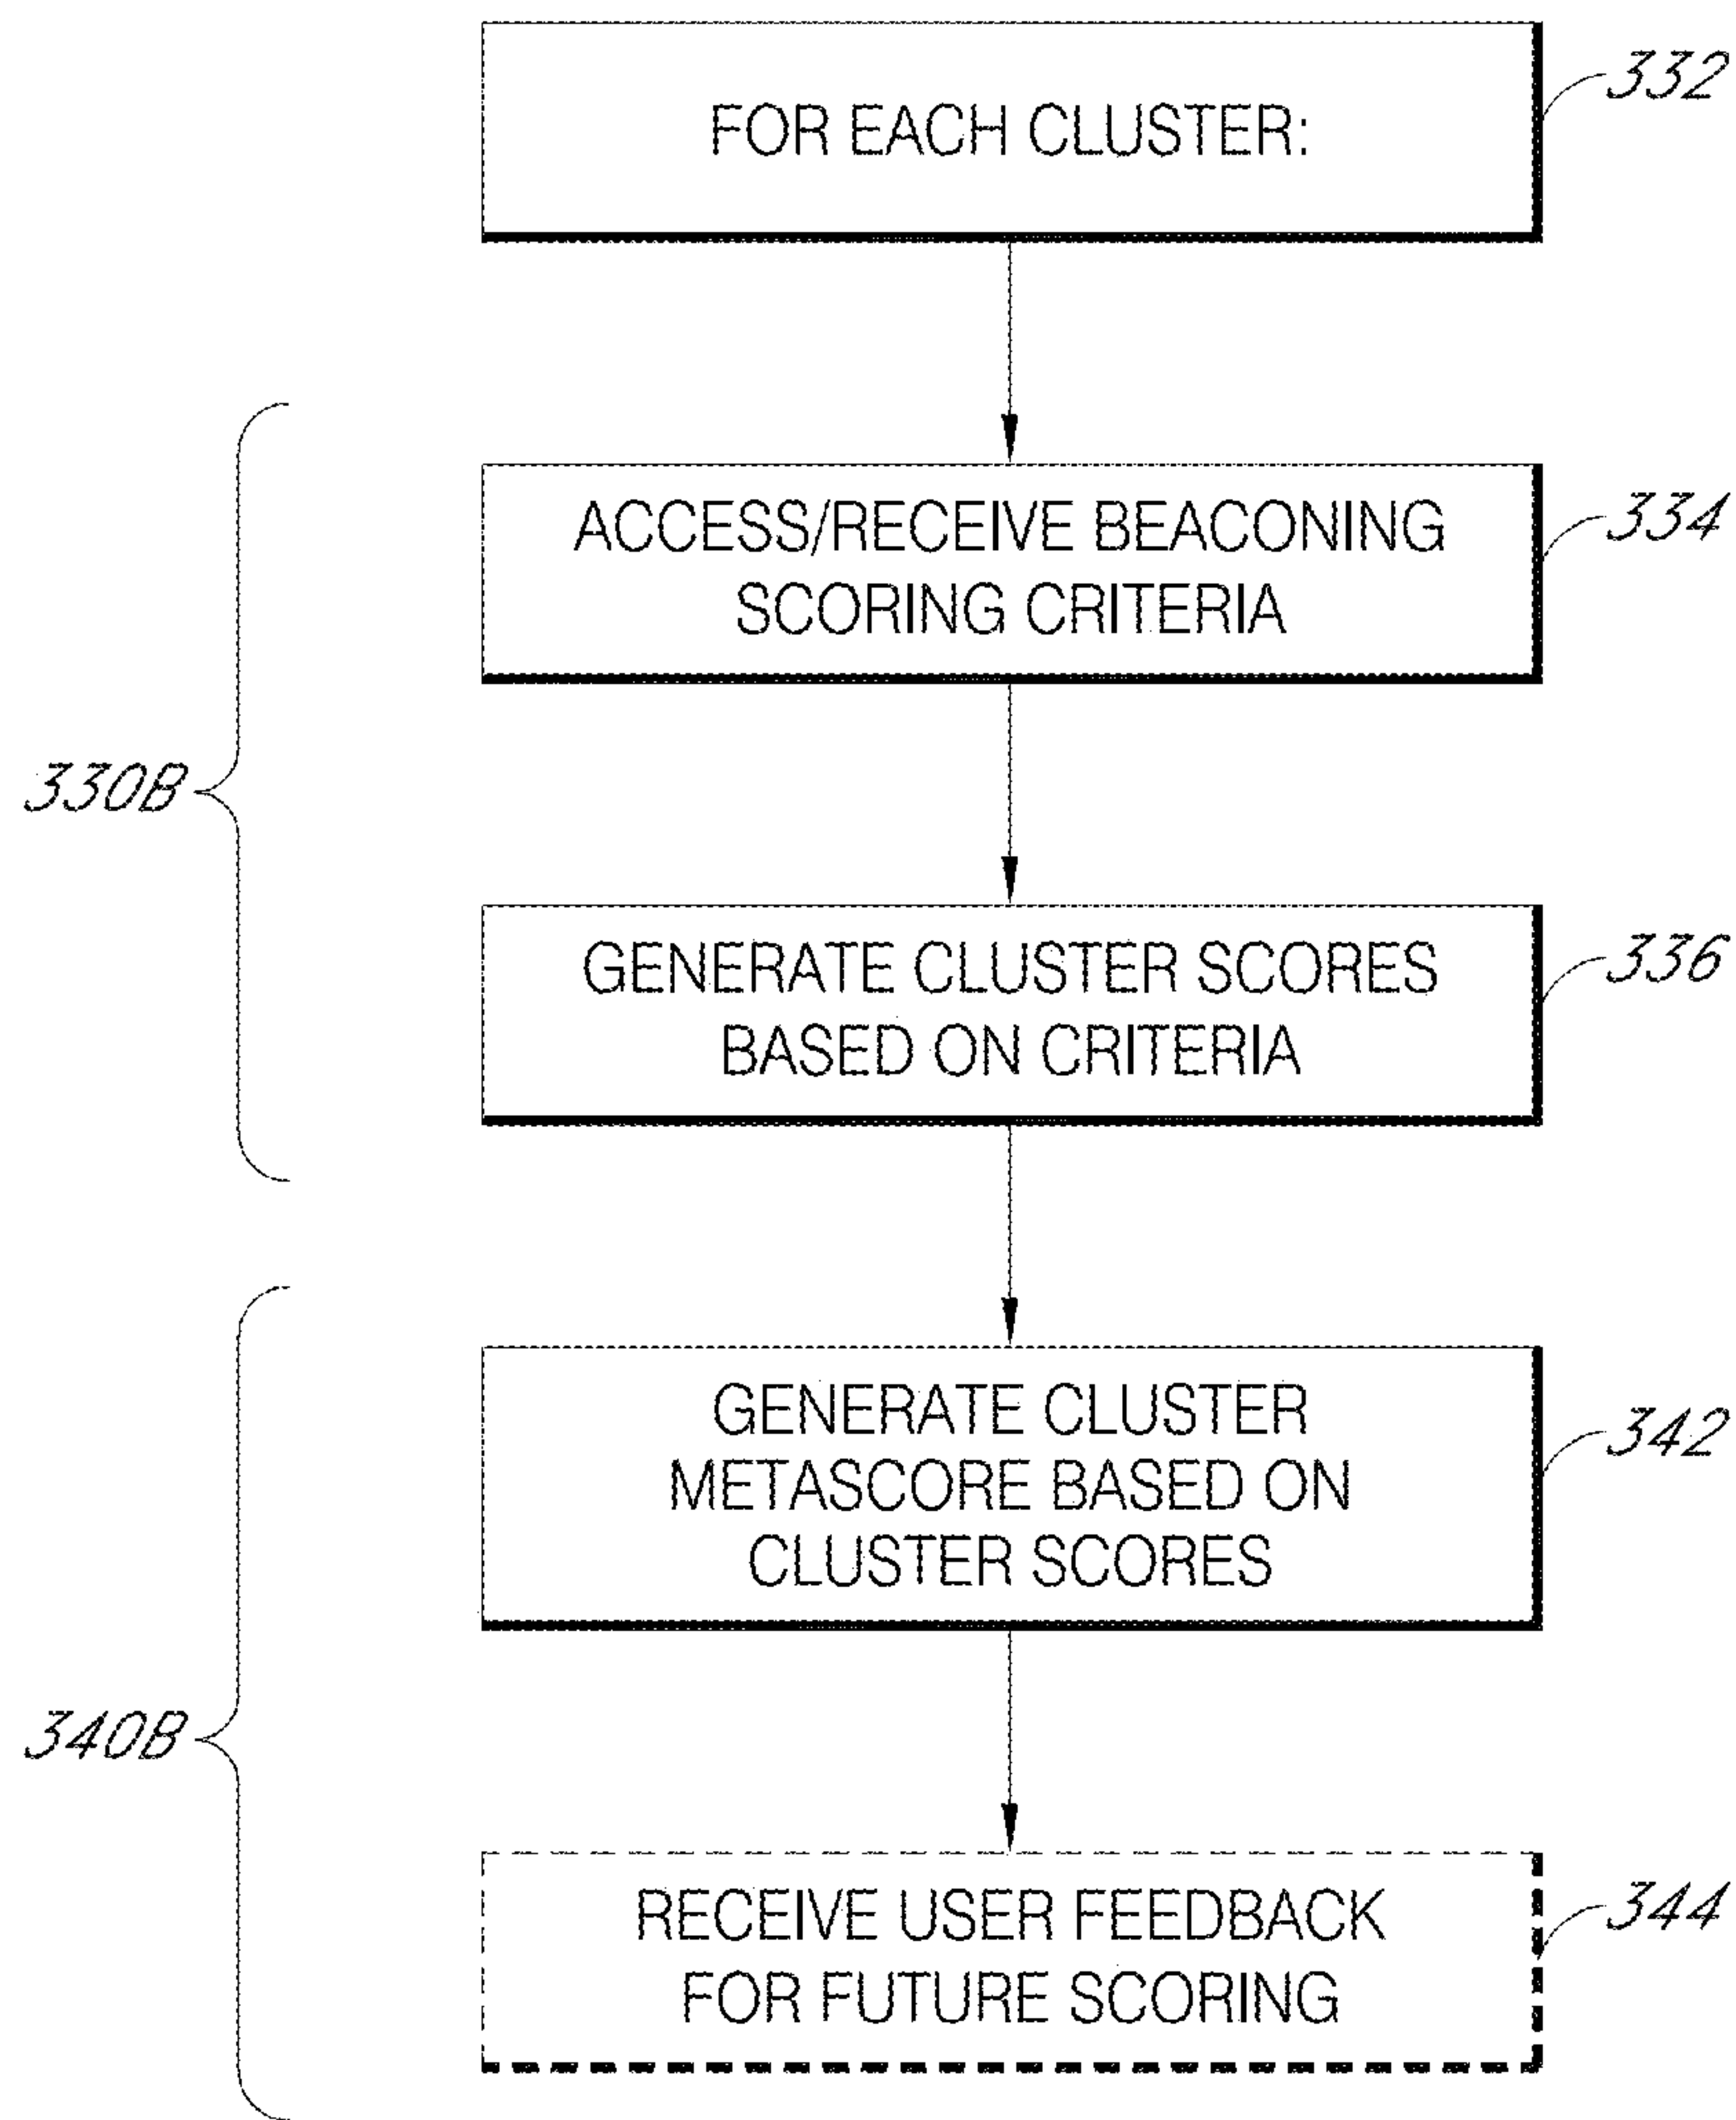 FOR EACH CLUSTER:
332
ACCESS/RECEIVE BEACONING
SCORING CRITERIA
334
330B
GENERATE CLUSTER SCORES
BASED ON CRITERIA
336
GENERATE CLUSTER
METASCORE BASED ON
CLUSTER SCORES
342
340B
RECEIVE USER FEEDBACK
FOR FUTURE SCORING
344